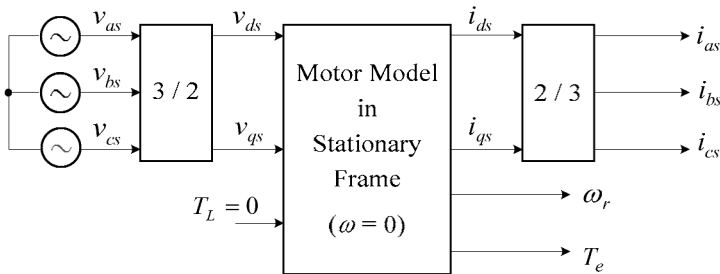 v_as v_ds i_ds i_as
v_bs 3 / 2 Motor Model 2 / 3 i_bs
in
v_cs v_qs Stationary i_qs i_cs
Frame
T_L = 0 (ω = 0) ω_r
T_e